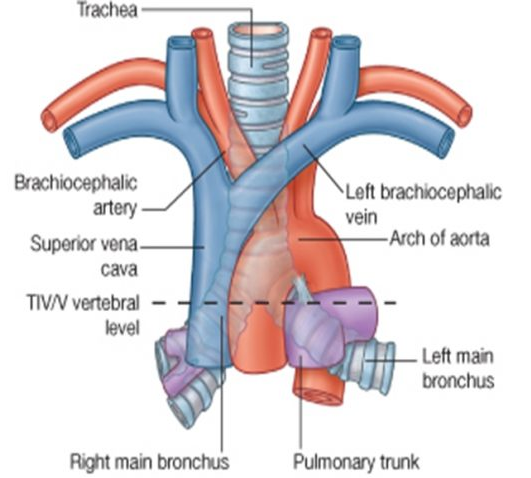 Trachea
Brachiocephalic
artery
Left brachiocephalic
vein
Superior vena
cava
Arch of aorta
TIV/V vertebral
level
Left main
bronchus
Right main bronchus
Pulmonary trunk